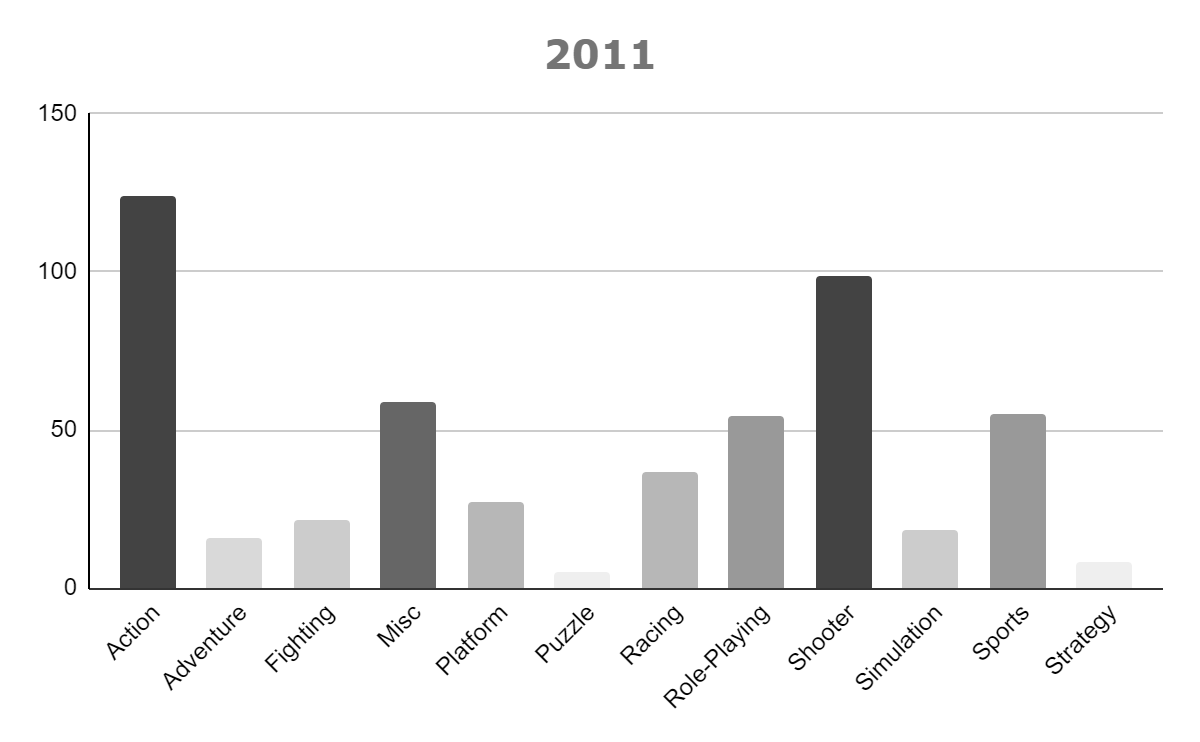 2011
150
100
50
0
Action
Adventure
Fighting
Misc
Platform
Puzzle
Racing
Role-Playing
Shooter
Simulation
Sports
Strategy